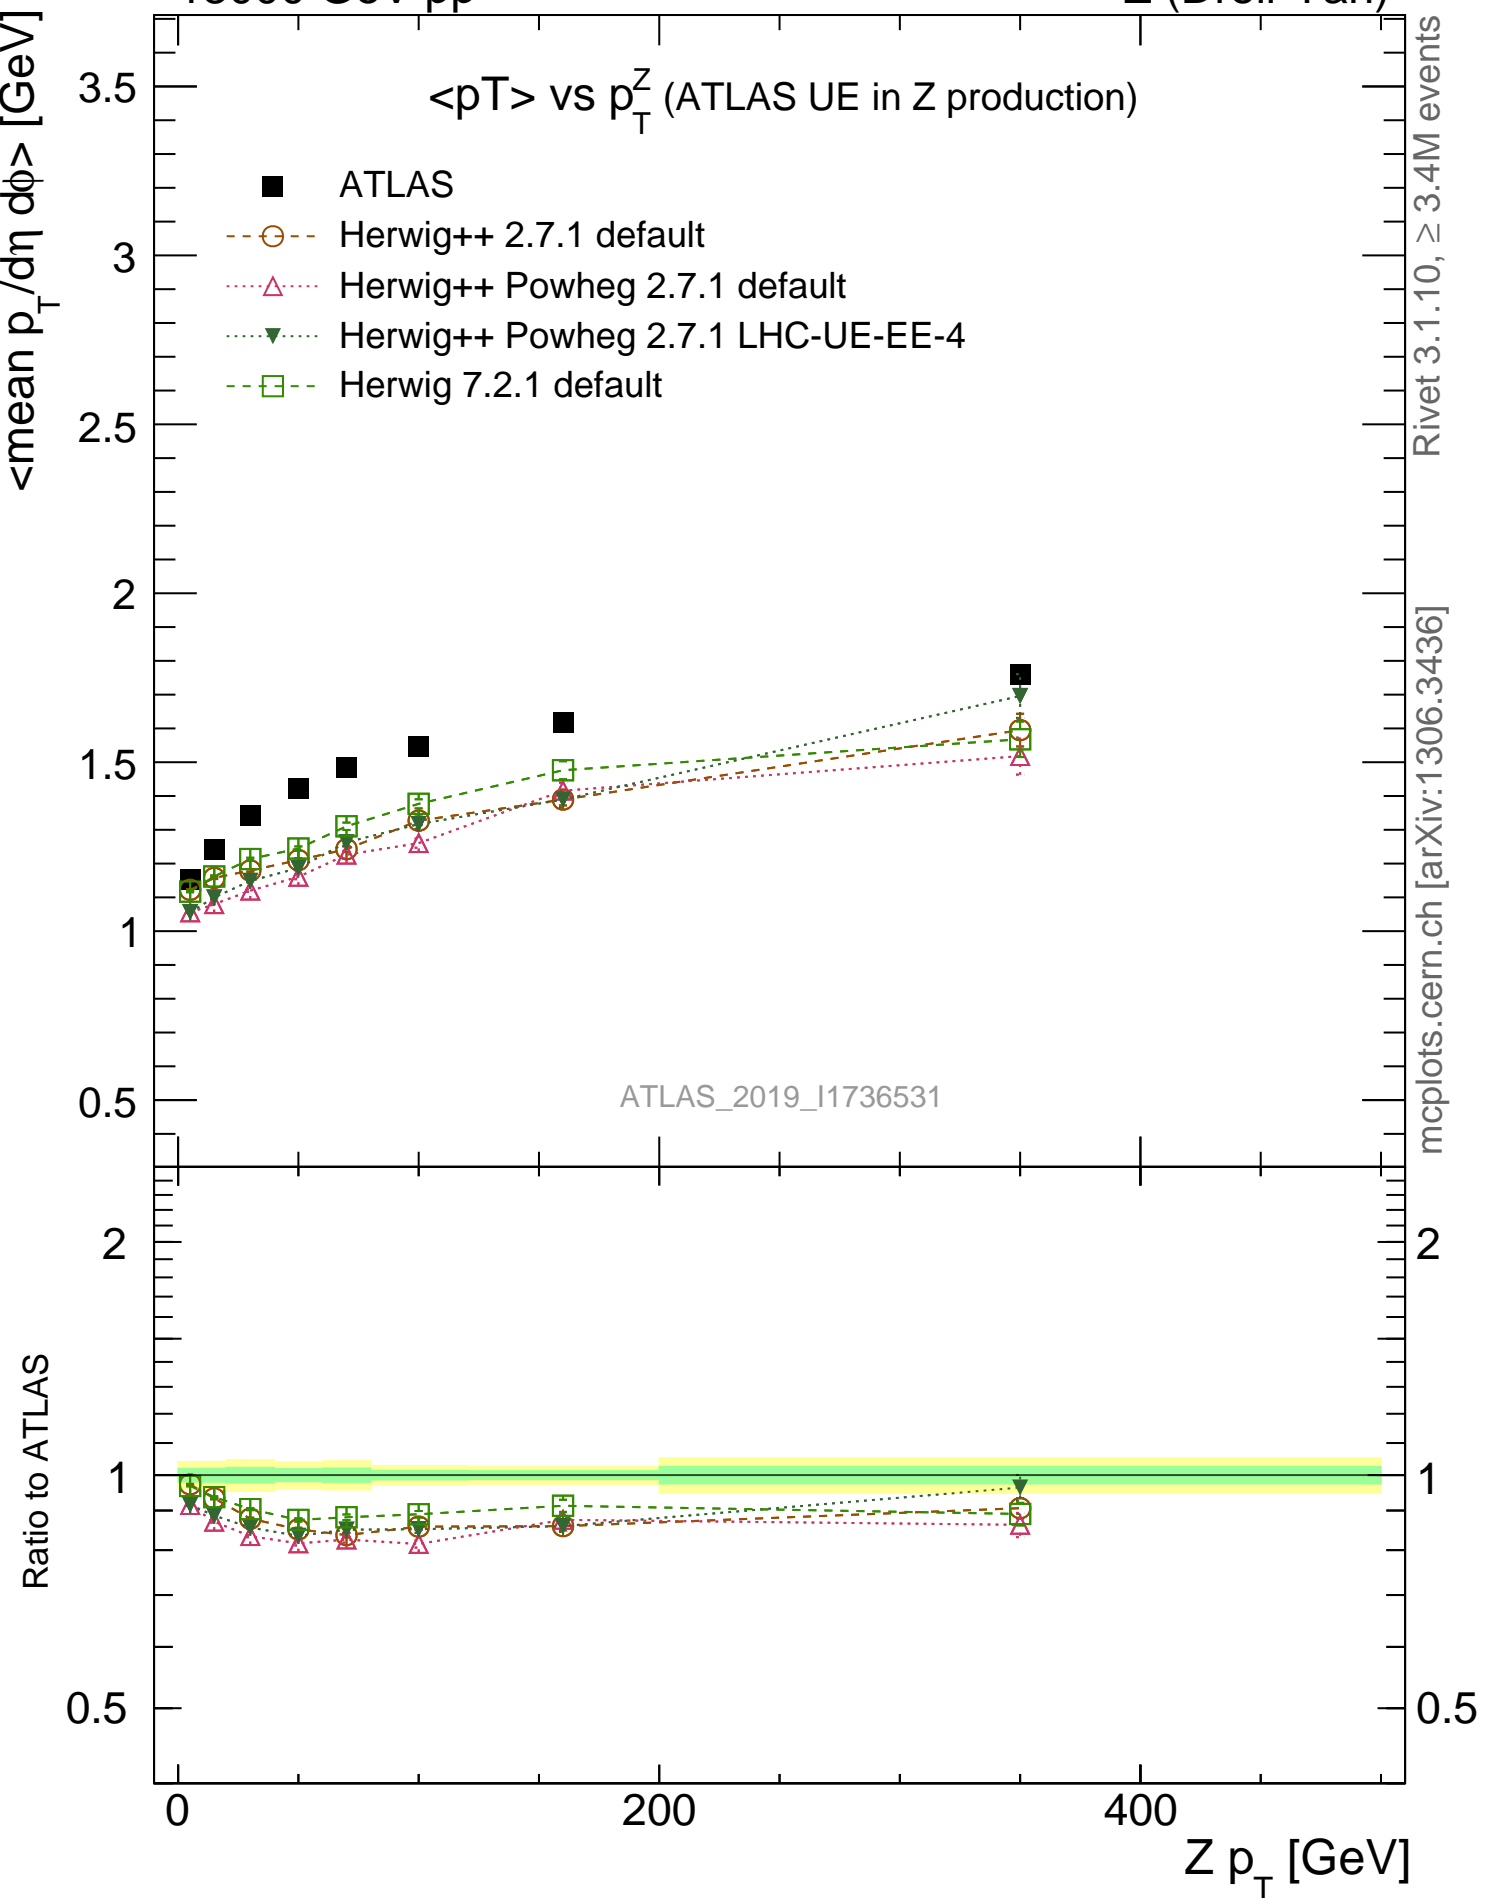 <pT> vs p_T^Z (ATLAS UE in Z production)
ATLAS
Herwig++ 2.7.1 default
Herwig++ Powheg 2.7.1 default
Herwig++ Powheg 2.7.1 LHC-UE-EE-4
Herwig 7.2.1 default
<mean p_T/dη dϕ> [GeV]
3.5
3
2.5
2
1.5
1
0.5
ATLAS_2019_I1736531
Rivet 3.1.10, ≥ 3.4M events
mcplots.cern.ch [arXiv:1306.3436]
Ratio to ATLAS
2
1
0.5
2
1
0.5
0 200 400
Z p_T [GeV]